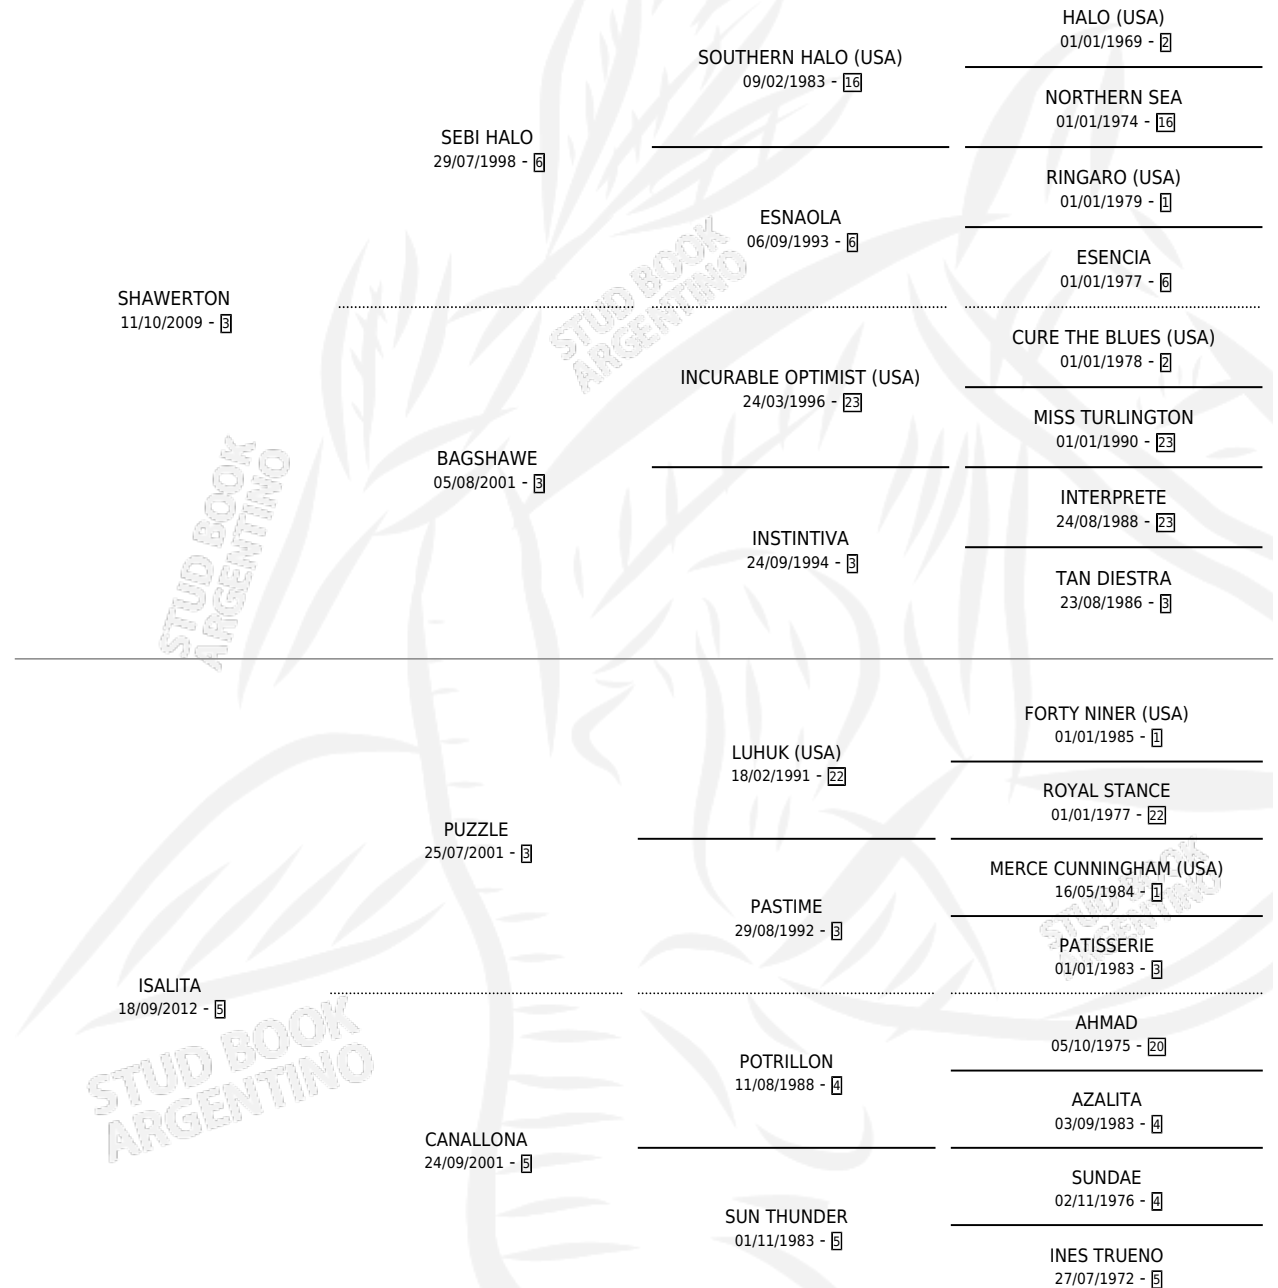 HALO (USA)
01/01/1969 - 2
SOUTHERN HALO (USA)
09/02/1983 - 16
NORTHERN SEA
01/01/1974 - 16
SEBI HALO
29/07/1998 - 6
RINGARO (USA)
01/01/1979 - 1
ESNAOLA
06/09/1993 - 6
ESENCIA
01/01/1977 - 6
SHAWERTON
11/10/2009 - 3
CURE THE BLUES (USA)
01/01/1978 - 2
INCURABLE OPTIMIST (USA)
24/03/1996 - 23
MISS TURLINGTON
01/01/1990 - 23
BAGSHAWE
05/08/2001 - 3
INTERPRETE
24/08/1988 - 23
INSTINTIVA
24/09/1994 - 3
TAN DIESTRA
23/08/1986 - 3
FORTY NINER (USA)
01/01/1985 - 1
LUHUK (USA)
18/02/1991 - 22
ROYAL STANCE
01/01/1977 - 22
PUZZLE
25/07/2001 - 3
MERCE CUNNINGHAM (USA)
16/05/1984 - 1
PASTIME
29/08/1992 - 3
PATISSERIE
01/01/1983 - 3
ISALITA
18/09/2012 - 5
AHMAD
05/10/1975 - 20
POTRILLON
11/08/1988 - 4
AZALITA
03/09/1983 - 4
CANALLONA
24/09/2001 - 5
SUNDAE
02/11/1976 - 4
SUN THUNDER
01/11/1983 - 5
INES TRUENO
27/07/1972 - 5
STUD BOOK
ARGENTINO
STUD BOOK
ARGENTINO
STUD BOOK
ARGENTINO
STUD BOOK
ARGENTINO